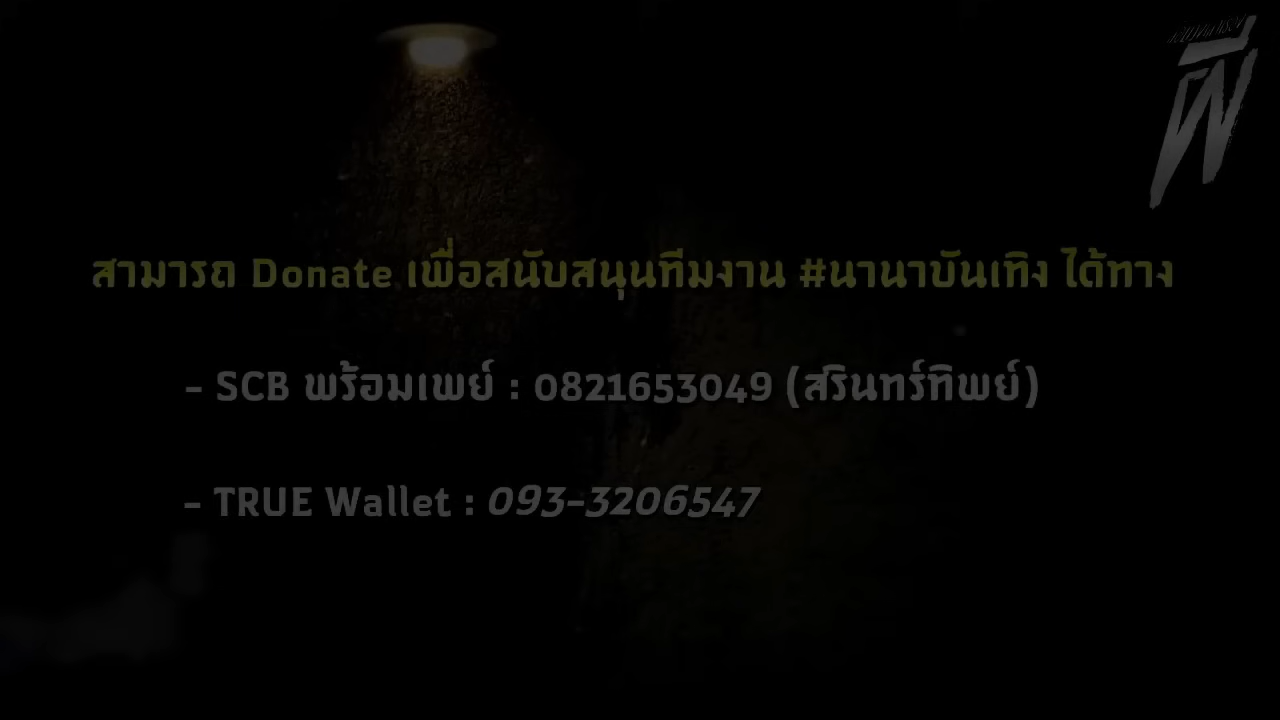 ผี
สามารถ Donate เพื่อสนับสนุนทีมงาน #นานาบันเทิง ได้ทาง
- SCB พร้อมเพย์ : 0821653049 (สรินทร์ทิพย์)
- TRUE Wallet : 093-3206547